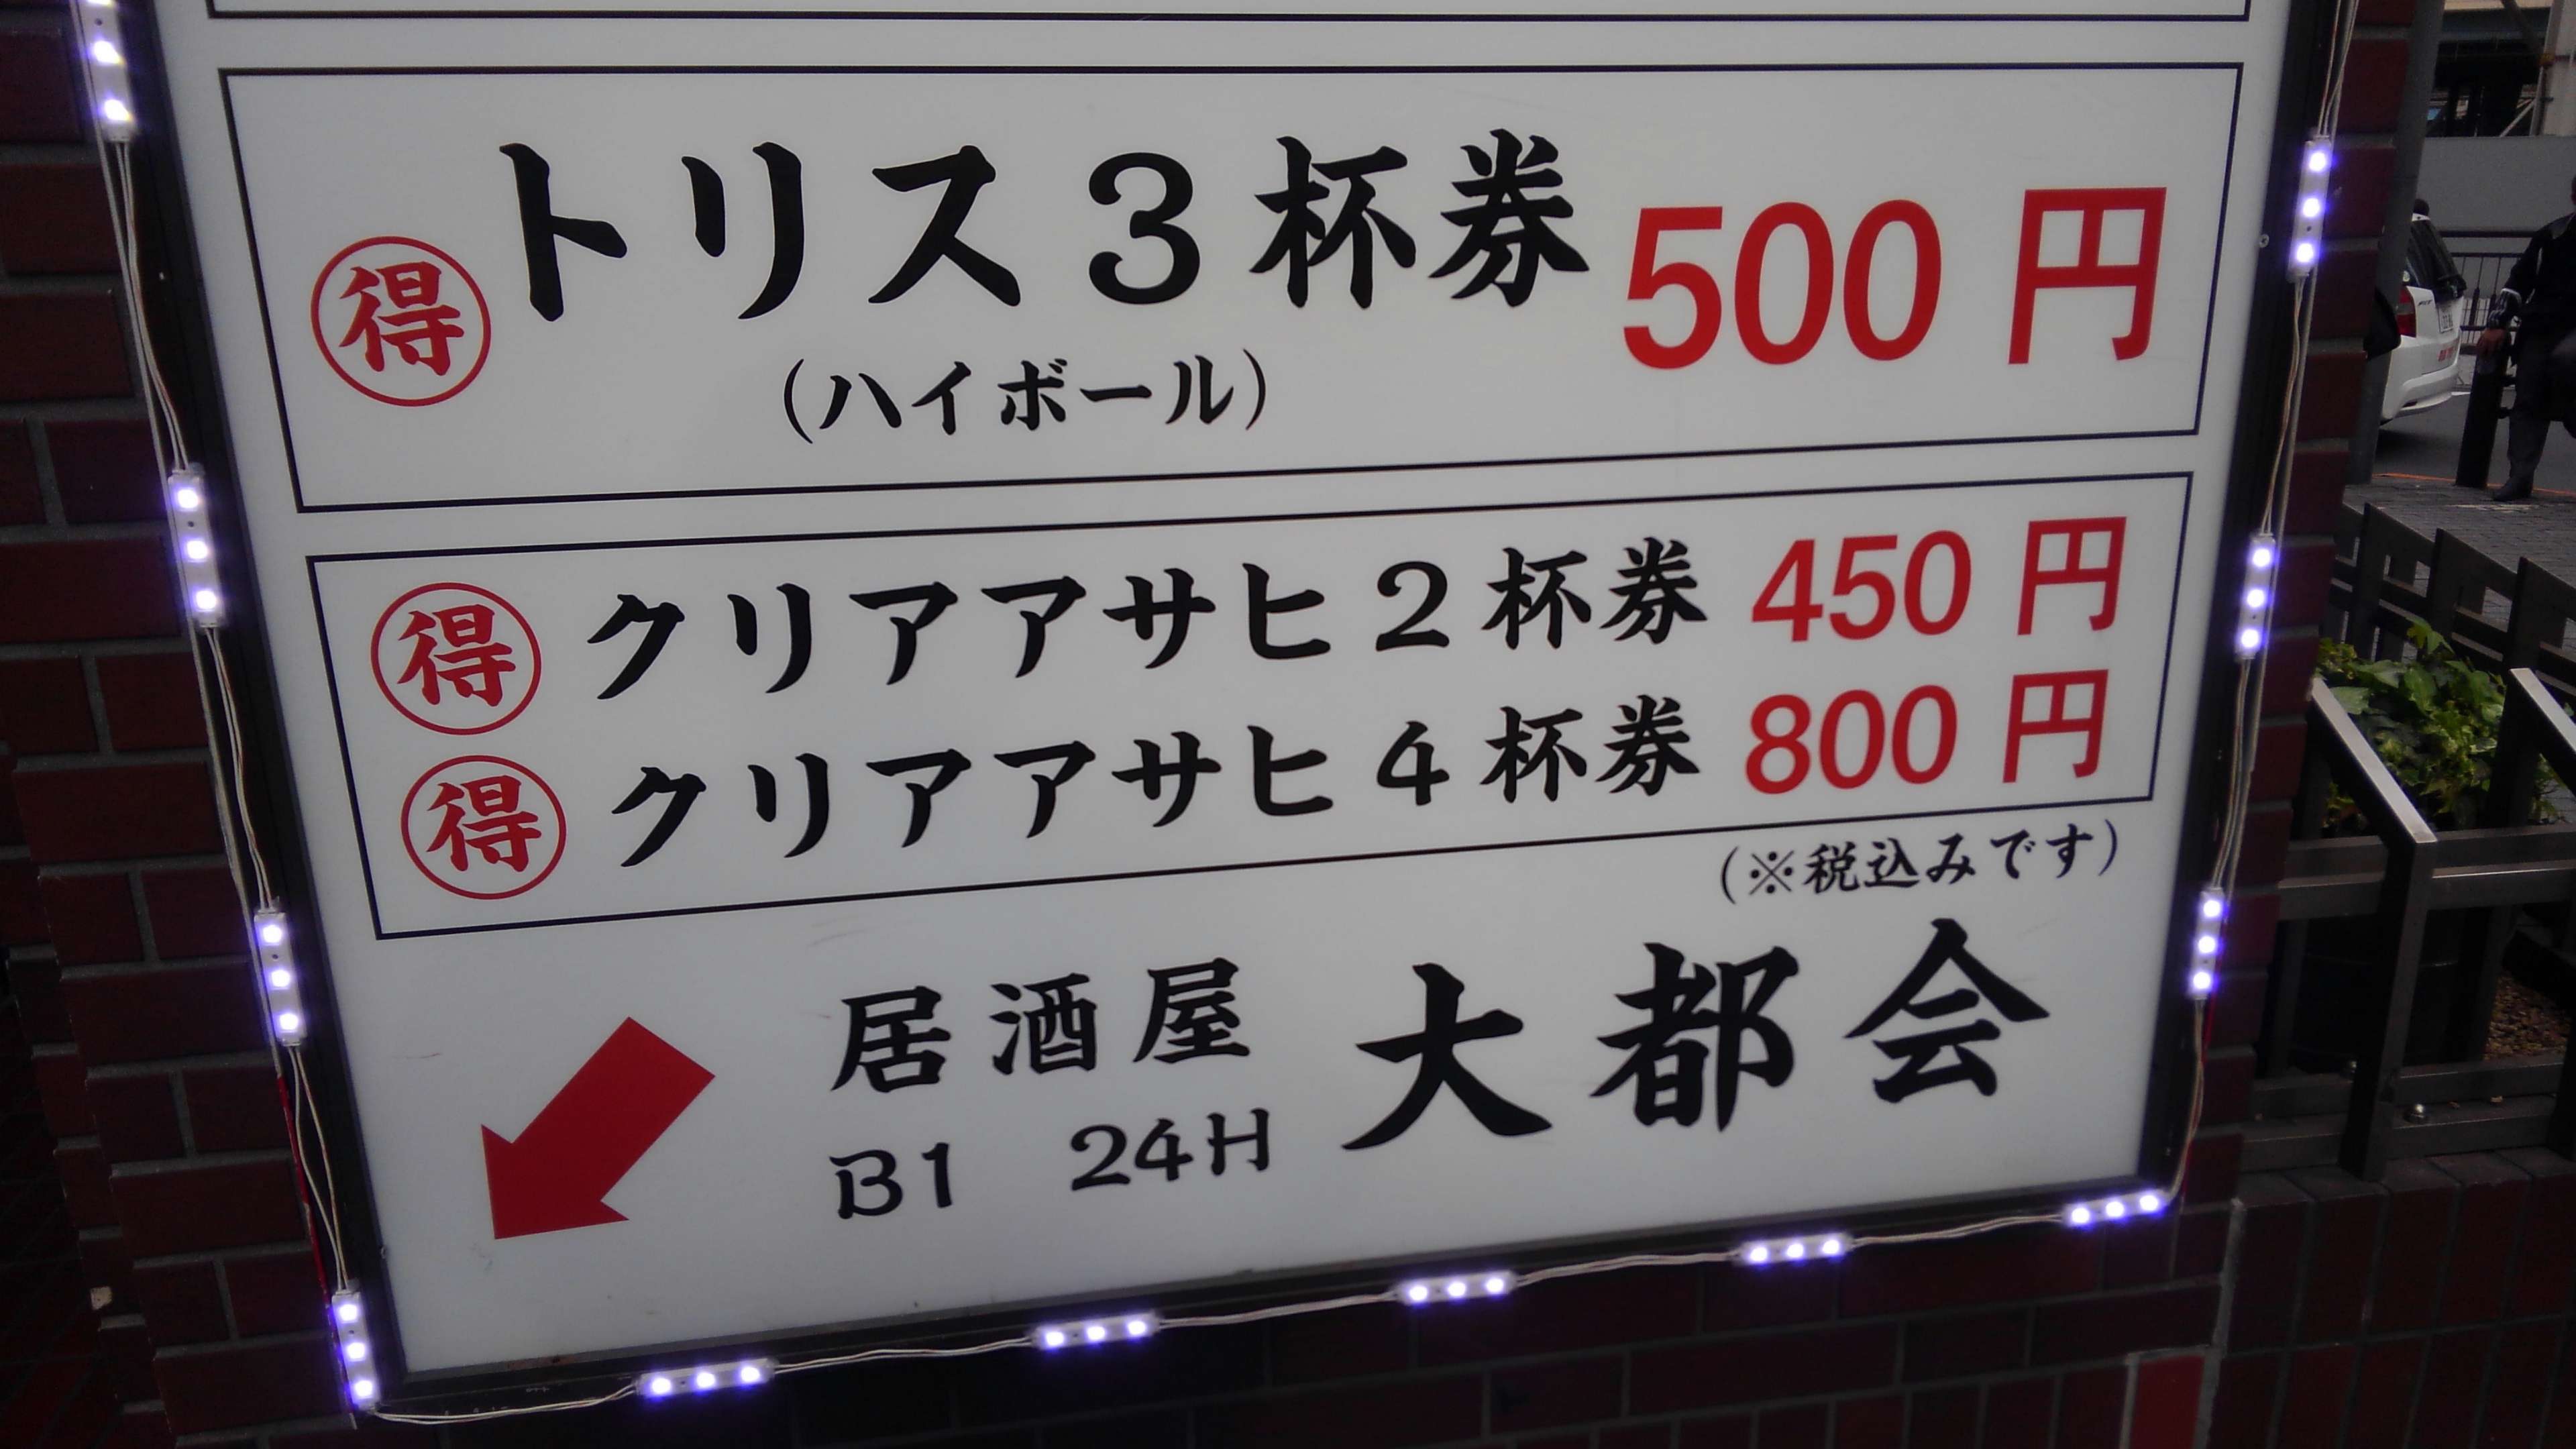 得 トリス3杯券 500円
(ハイボール)
得 クリアアサヒ2杯券 450円
得 クリアアサヒ4杯券 800円
(※税込みです)
居酒屋 大都会
B1 24H